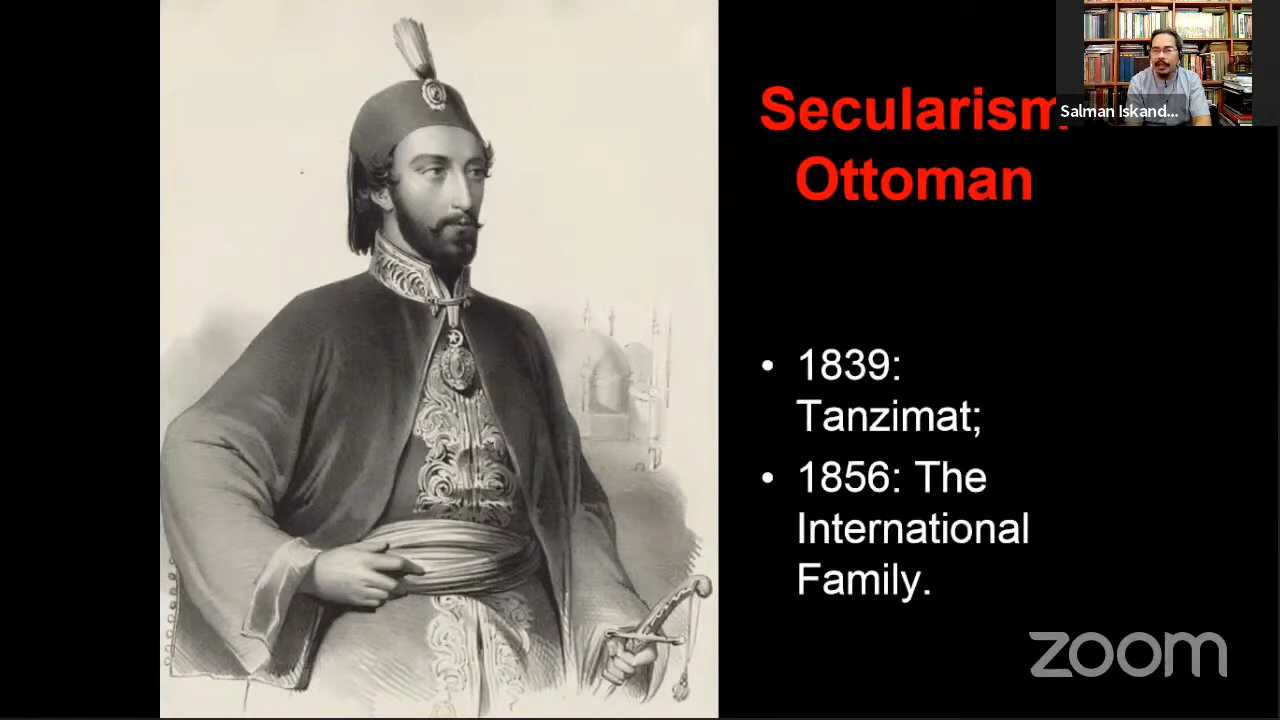 Secularism
Ottoman
Salman Iskand...
• 1839:
Tanzimat;
• 1856: The
International
Family.
zoom